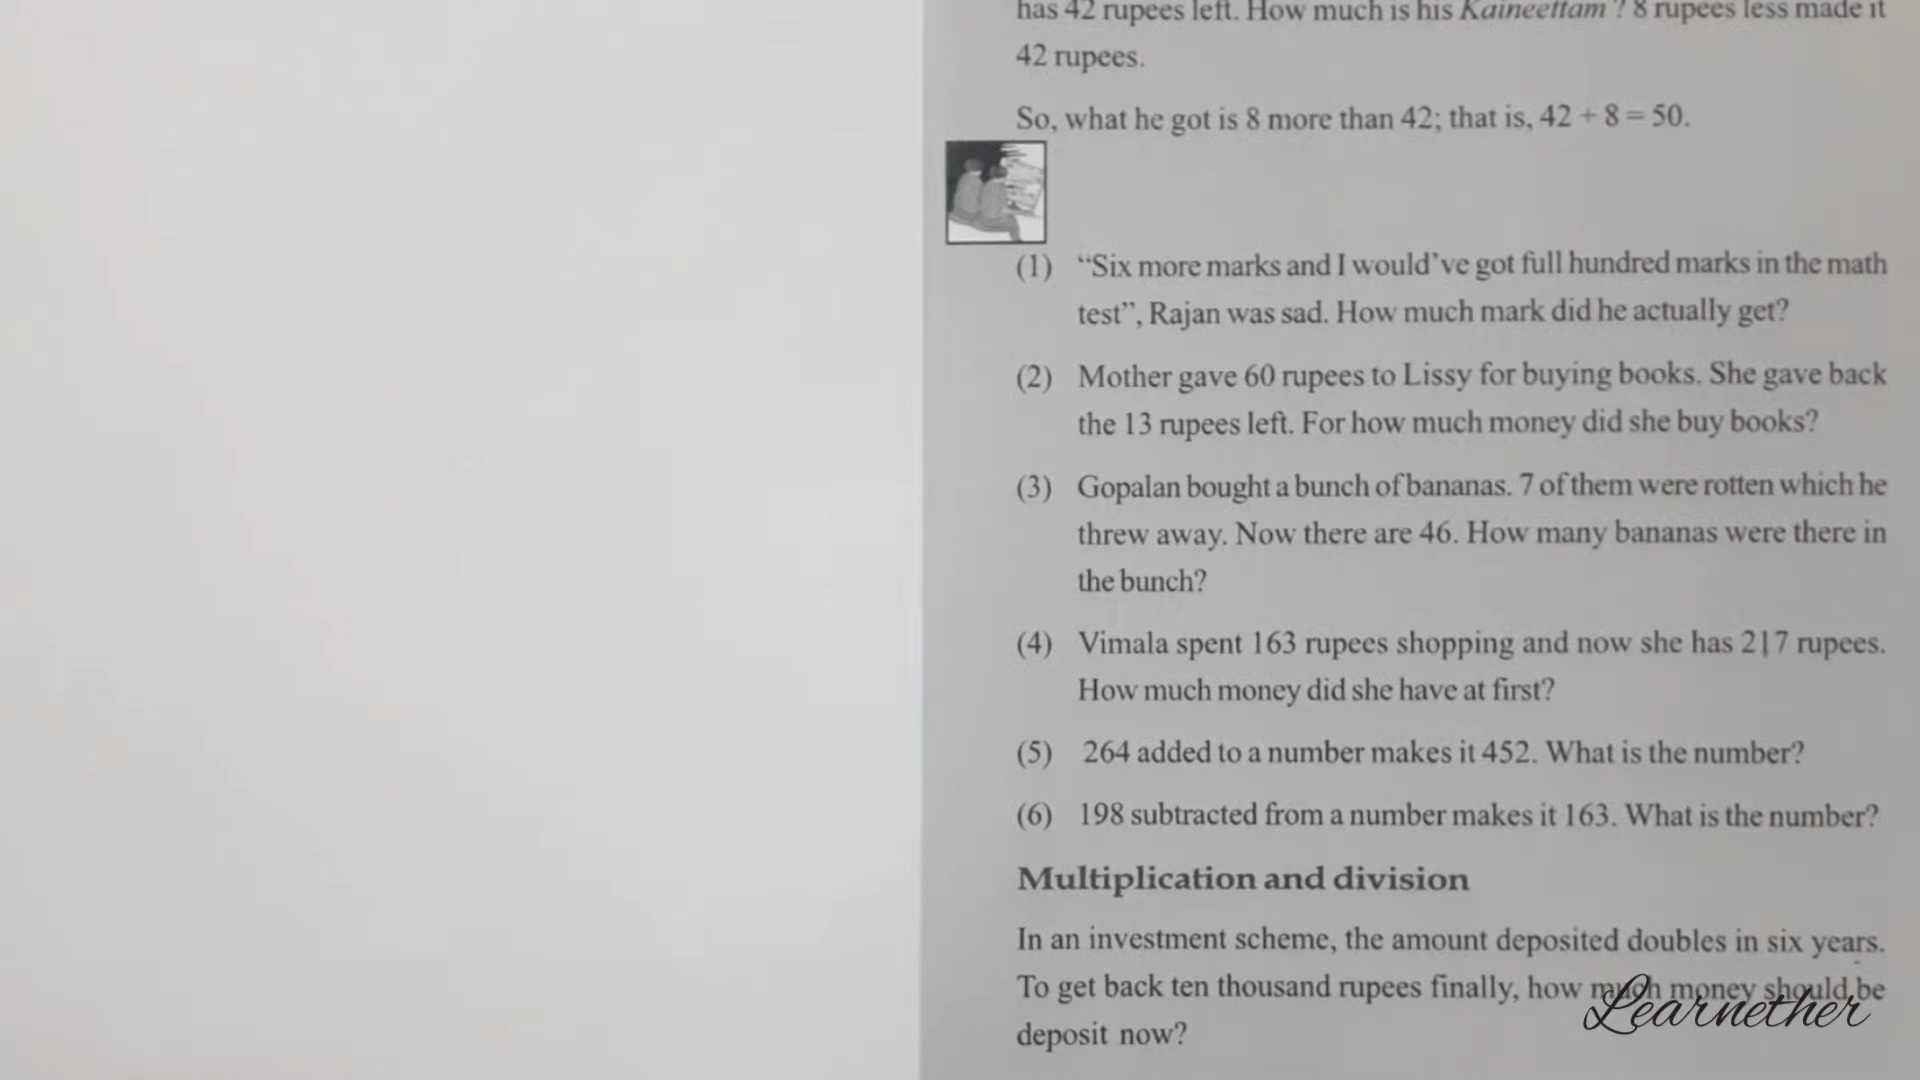 has 42 rupees left. How much is his Kaineettam ? 8 rupees less made it
42 rupees.
So, what he got is 8 more than 42; that is, 42 + 8 = 50.
(1) “Six more marks and I would’ve got full hundred marks in the math
test”, Rajan was sad. How much mark did he actually get?
(2) Mother gave 60 rupees to Lissy for buying books. She gave back
the 13 rupees left. For how much money did she buy books?
(3) Gopalan bought a bunch of bananas. 7 of them were rotten which he
threw away. Now there are 46. How many bananas were there in
the bunch?
(4) Vimala spent 163 rupees shopping and now she has 217 rupees.
How much money did she have at first?
(5) 264 added to a number makes it 452. What is the number?
(6) 198 subtracted from a number makes it 163. What is the number?
Multiplication and division
In an investment scheme, the amount deposited doubles in six years.
To get back ten thousand rupees finally, how much money should be
deposit now?
Learnether